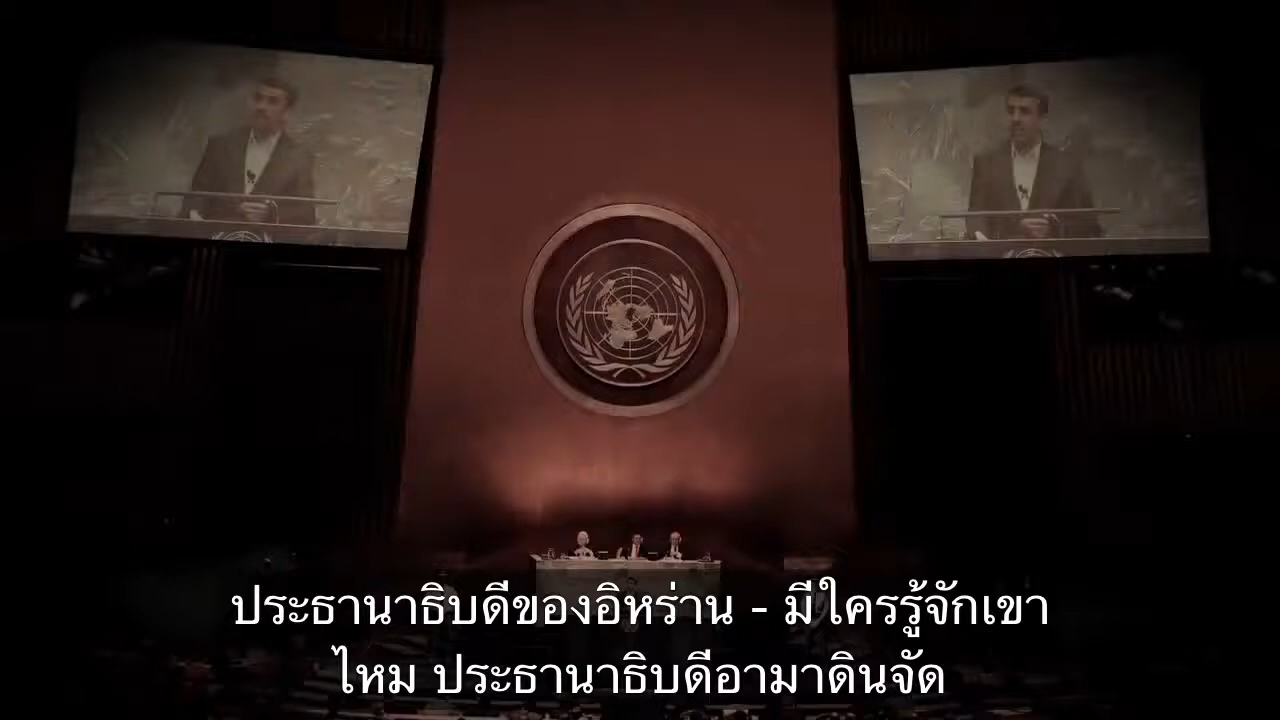 ประธานาธิบดีของอิหร่าน - มีใครรู้จักเขา
ไหม ประธานาธิบดีอามาดินจัด